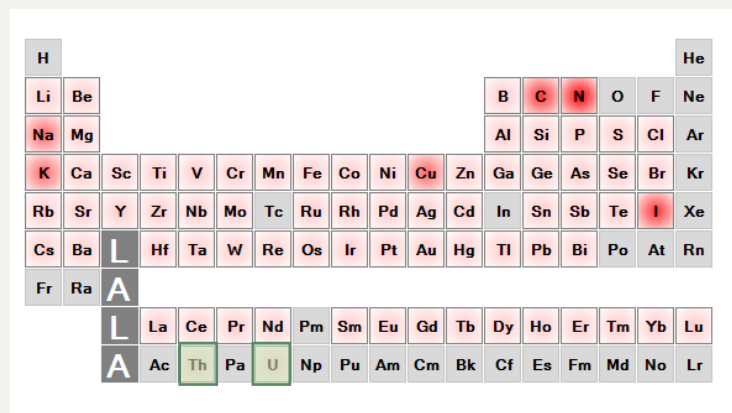 H He
Li Be B C N O F Ne
Na Mg Al Si P S Cl Ar
K Ca Sc Ti V Cr Mn Fe Co Ni Cu Zn Ga Ge As Se Br Kr
Rb Sr Y Zr Nb Mo Tc Ru Rh Pd Ag Cd In Sn Sb Te I Xe
Cs Ba L Hf Ta W Re Os Ir Pt Au Hg Tl Pb Bi Po At Rn
Fr Ra A
L La Ce Pr Nd Pm Sm Eu Gd Tb Dy Ho Er Tm Yb Lu
A Ac Th Pa U Np Pu Am Cm Bk Cf Es Fm Md No Lr